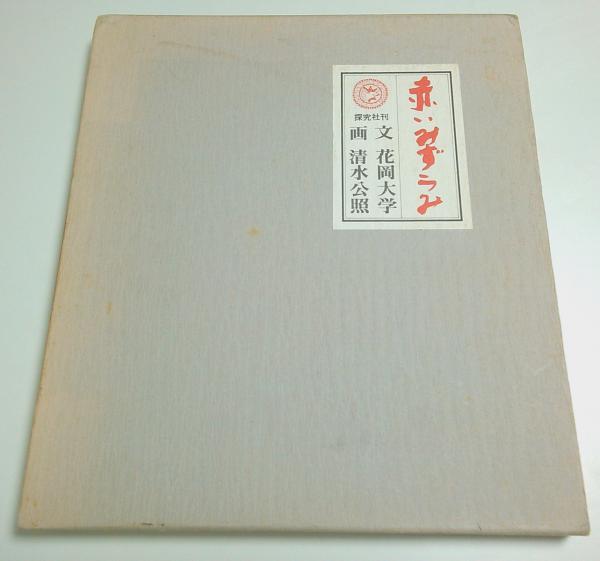 赤いみずうみ
文 花岡大学
画 清水公照
探究社刊